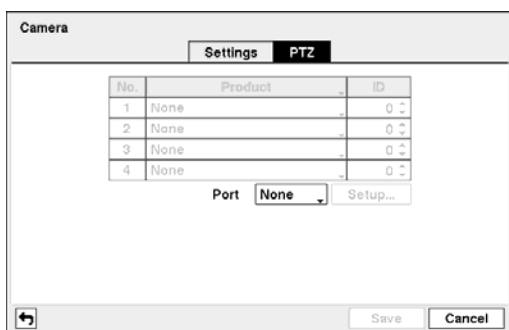 Camera
Settings PTZ
No. Product ID
1 None 0
2 None 0
3 None 0
4 None 0
Port None Setup...
Save Cancel